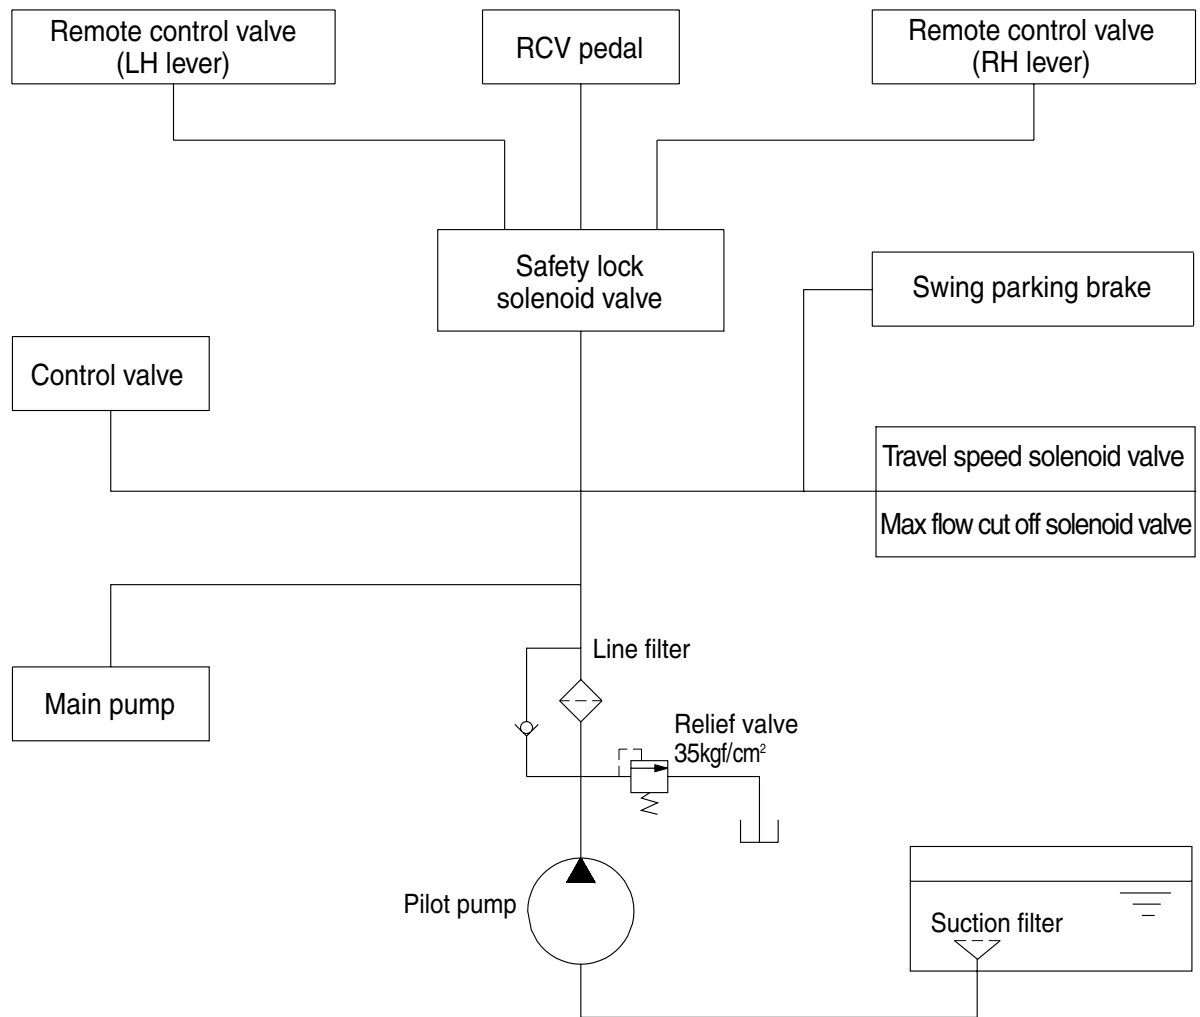 Remote control valve
(LH lever)
RCV pedal
Remote control valve
(RH lever)
Safety lock
solenoid valve
Swing parking brake
Control valve
Travel speed solenoid valve
Max flow cut off solenoid valve
Line filter
Main pump
Relief valve
35kgf/cm²
Pilot pump
Suction filter